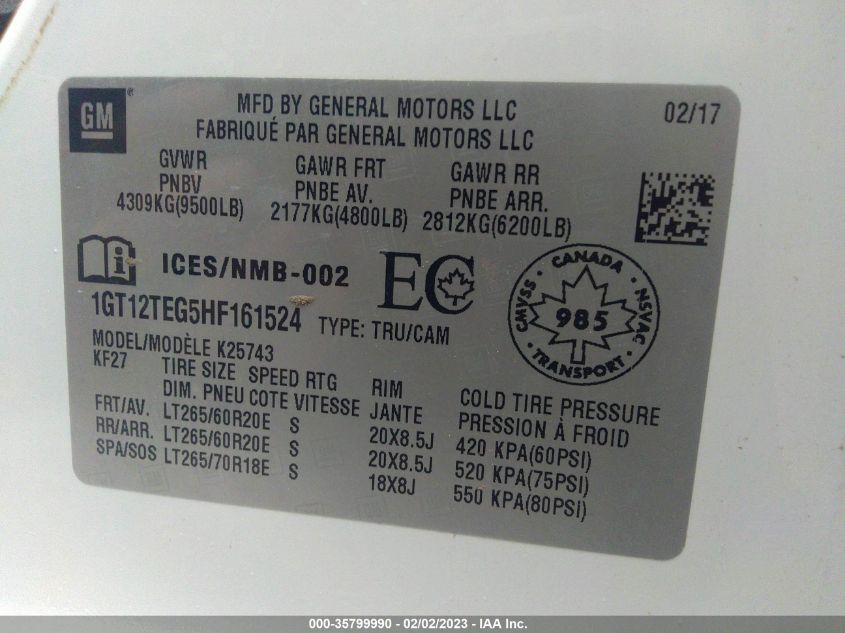 GM
®
MFD BY GENERAL MOTORS LLC
02/17
FABRIQUÉ PAR GENERAL MOTORS LLC
GVWR GAWR FRT GAWR RR
PNBV PNBE AV. PNBE ARR.
4309KG(9500LB) 2177KG(4800LB) 2812KG(6200LB)
i ICES/NMB-002 EC
CANADA
CMVSS 985 NSVAC
TRANSPORT
1GT12TEG5HF161524 TYPE: TRU/CAM
MODEL/MODÈLE K25743
KF27 TIRE SIZE SPEED RTG RIM COLD TIRE PRESSURE
DIM. PNEU COTE VITESSE JANTE PRESSION À FROID
FRT/AV. LT265/60R20E S 20X8.5J 420 KPA(60PSI)
RR/ARR. LT265/60R20E S 20X8.5J 520 KPA(75PSI)
SPA/SOS LT265/70R18E S 18X8J 550 KPA(80PSI)
000-35799990 — 02/02/2023 — IAA Inc.